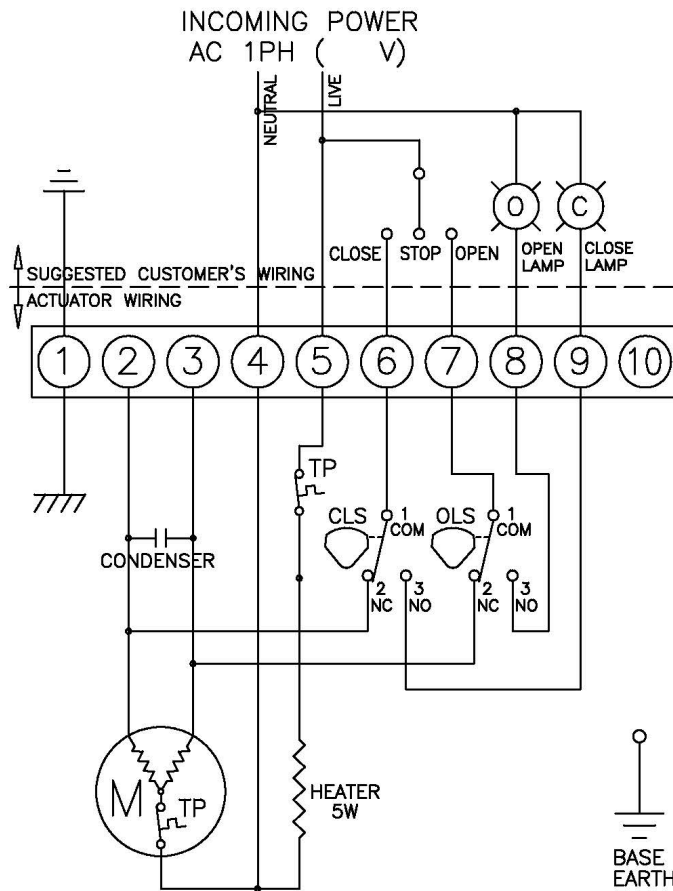 INCOMING POWER
AC 1PH ( V)
NEUTRAL
LIVE
O
C
CLOSE STOP OPEN
OPEN LAMP
CLOSE LAMP
SUGGESTED CUSTOMER'S WIRING
ACTUATOR WIRING
1 2 3 4 5 6 7 8 9 10
TP
CLS
1
COM
OLS
1
COM
CONDENSER
2
NC
3
NO
2
NC
3
NO
M
TP
HEATER
5W
BASE
EARTH